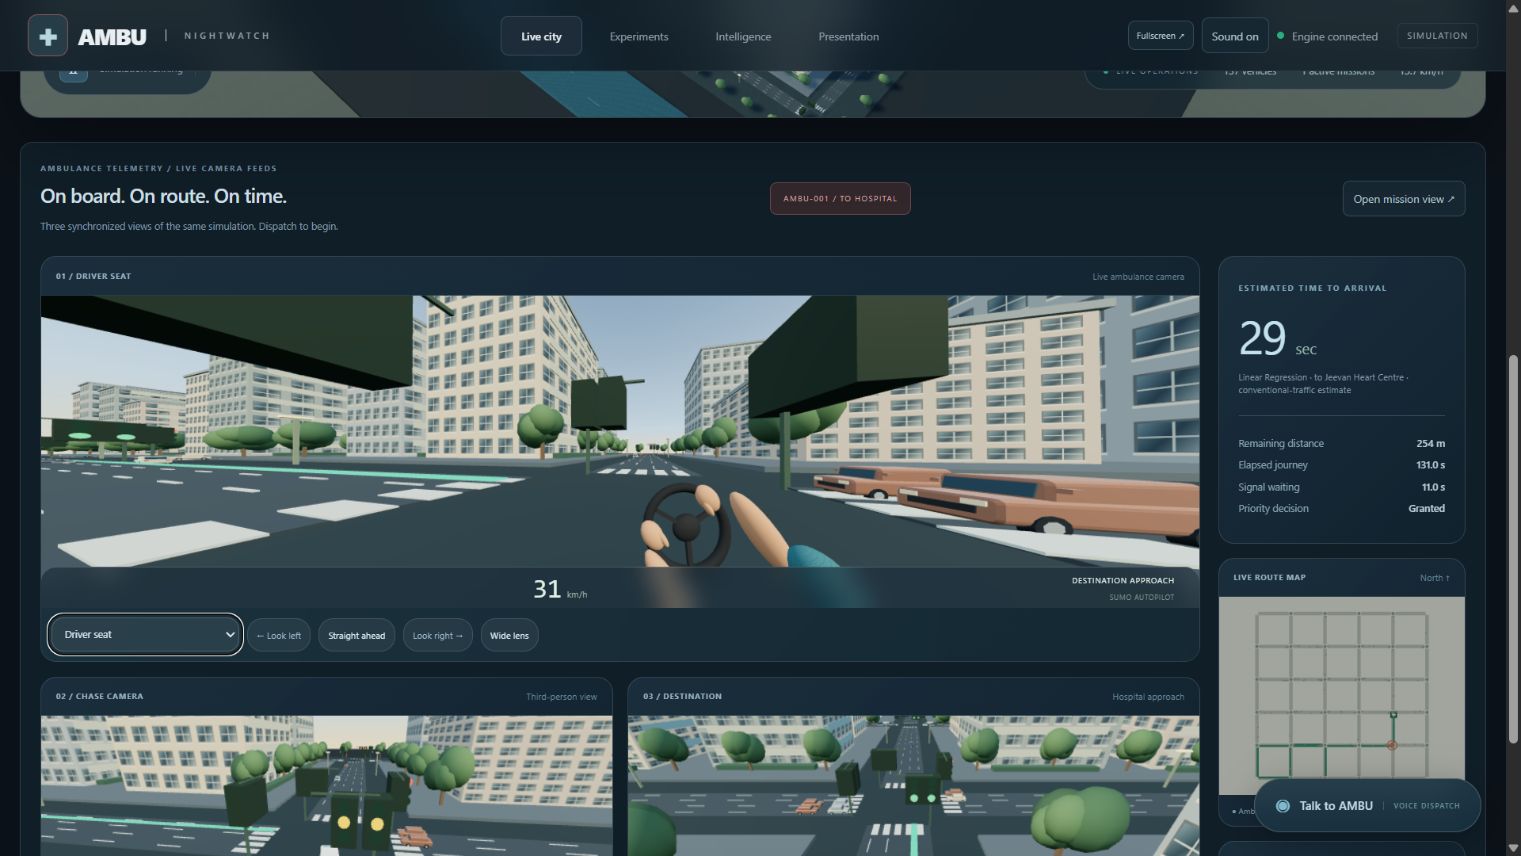 AMBU | NIGHTWATCH
Live city
Experiments
Intelligence
Presentation
Fullscreen ↗
Sound on
Engine connected
SIMULATION
AMBULANCE TELEMETRY / LIVE CAMERA FEEDS
On board. On route. On time.
Three synchronized views of the same simulation. Dispatch to begin.
AMBU-001 / TO HOSPITAL
Open mission view ↗
01 / DRIVER SEAT
Live ambulance camera
31 km/h
DESTINATION APPROACH
SUMO AUTOPILOT
Driver seat
← Look left
Straight ahead
Look right →
Wide lens
ESTIMATED TIME TO ARRIVAL
29 sec
Linear Regression · to Jeevan Heart Centre ·
conventional-traffic estimate
Remaining distance 254 m
Elapsed journey 131.0 s
Signal waiting 11.0 s
Priority decision Granted
LIVE ROUTE MAP
North ↑
02 / CHASE CAMERA
Third-person view
03 / DESTINATION
Hospital approach
Talk to AMBU | VOICE DISPATCH